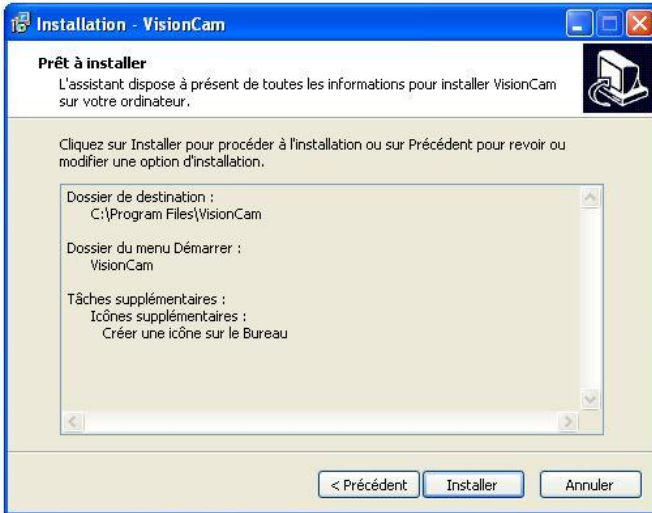 Installation - VisionCam
Prêt à installer
L'assistant dispose à présent de toutes les informations pour installer VisionCam
sur votre ordinateur.
Cliquez sur Installer pour procéder à l'installation ou sur Précédent pour revoir ou
modifier une option d'installation.
Dossier de destination :
C:\Program Files\VisionCam
Dossier du menu Démarrer :
VisionCam
Tâches supplémentaires :
Icônes supplémentaires :
Créer une icône sur le Bureau
< Précédent Installer Annuler